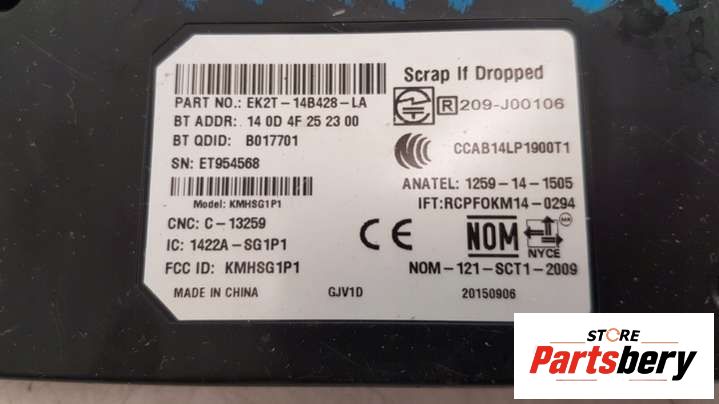 Scrap If Dropped
PART NO.: EK2T-14B428-LA
R 209-J00106
BT ADDR: 14 0D 4F 25 23 00
BT QDID: B017701
CCAB14LP1900T1
SN: ET954568
ANATEL: 1259-14-1505
Model: KMHSG1P1
IFT:RCPFOKM14-0294
CNC: C-13259
CE
NOM
NYCE
IC: 1422A-SG1P1
FCC ID: KMHSG1P1
NOM-121-SCT1-2009
MADE IN CHINA
GJV1D
20150906
STORE
Partsbery